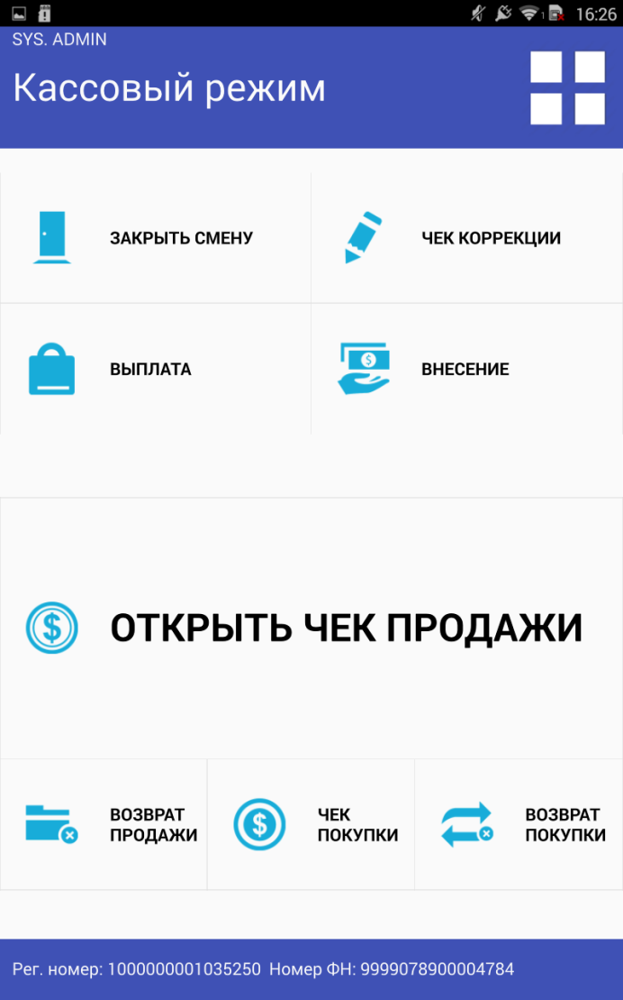 16:26
SYS. ADMIN
Кассовый режим
ЗАКРЫТЬ СМЕНУ
ЧЕК КОРРЕКЦИИ
ВЫПЛАТА
ВНЕСЕНИЕ
ОТКРЫТЬ ЧЕК ПРОДАЖИ
ВОЗВРАТ
ПРОДАЖИ
ЧЕК
ПОКУПКИ
ВОЗВРАТ
ПОКУПКИ
Рег. номер: 1000000001035250 Номер ФН: 9999078900004784